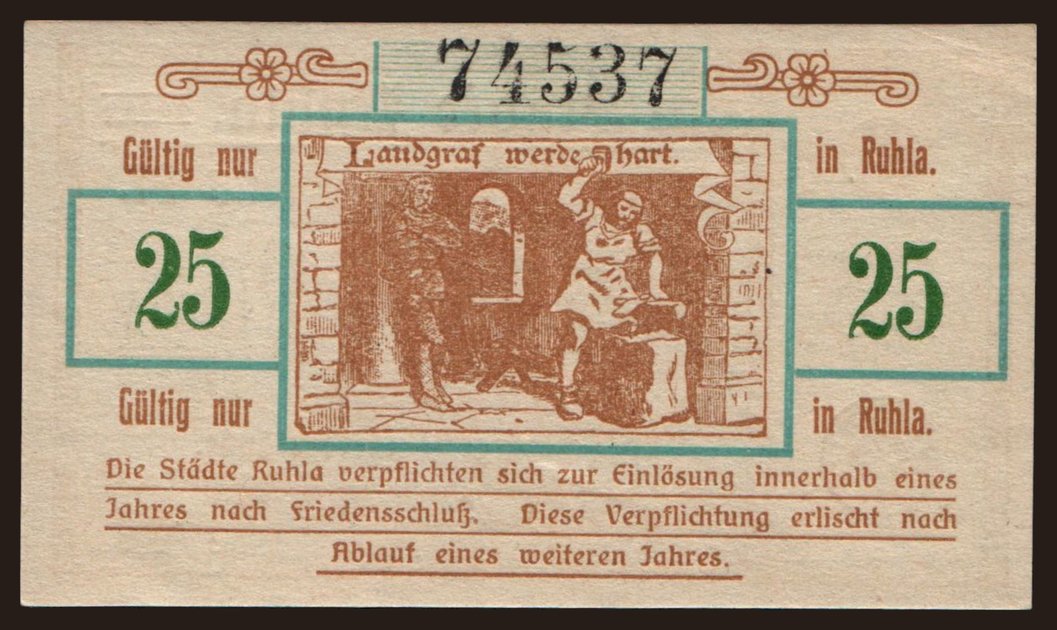 74537
Gültig nur
in Ruhla.
Landgraf werde hart.
25
25
Gültig nur
in Ruhla.
Die Städte Ruhla verpflichten sich zur Einlösung innerhalb eines
Jahres nach Friedensschluß. Diese Verpflichtung erlischt nach
Ablauf eines weiteren Jahres.